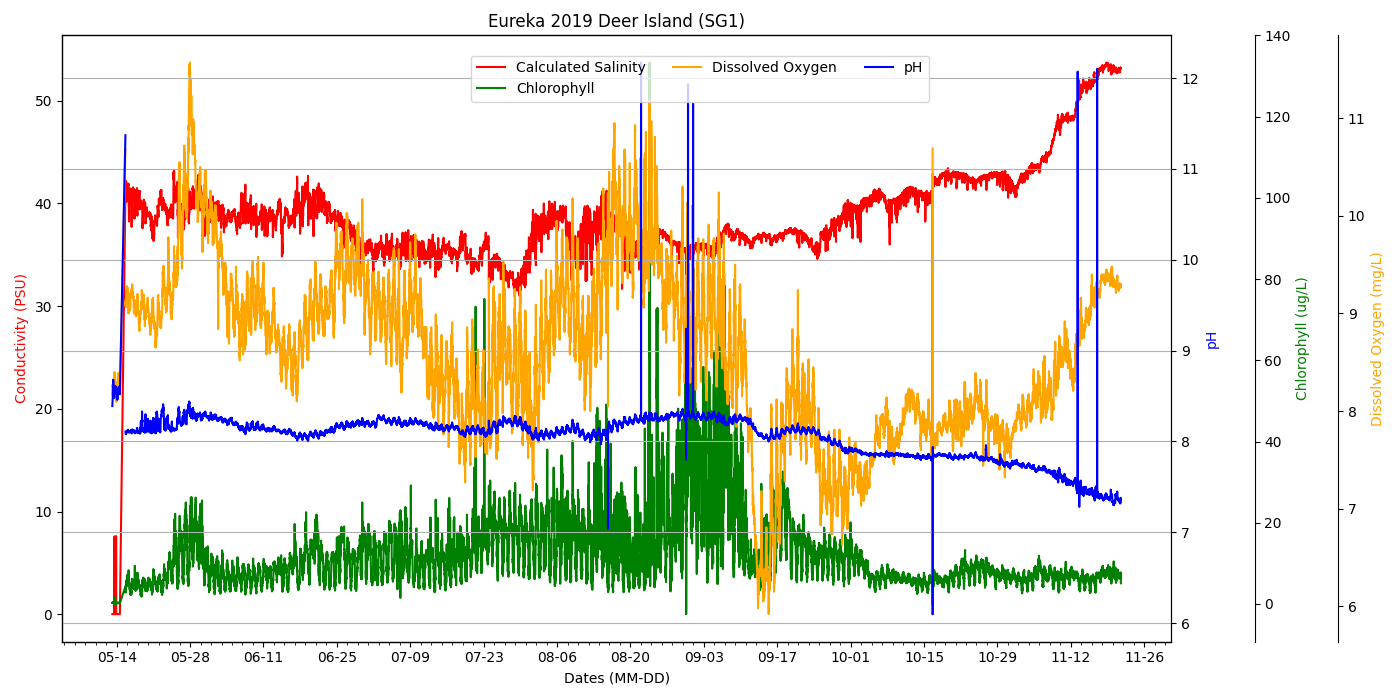 Eureka 2019 Deer Island (SG1)
Calculated Salinity
Chlorophyll
Dissolved Oxygen
pH
Conductivity (PSU)
50
40
30
20
10
0
12
11
10
9
8
7
6
pH
140
120
100
80
60
40
20
0
Chlorophyll (ug/L)
11
10
9
8
7
6
Dissolved Oxygen (mg/L)
05-14 05-28 06-11 06-25 07-09 07-23 08-06 08-20 09-03 09-17 10-01 10-15 10-29 11-12 11-26
Dates (MM-DD)